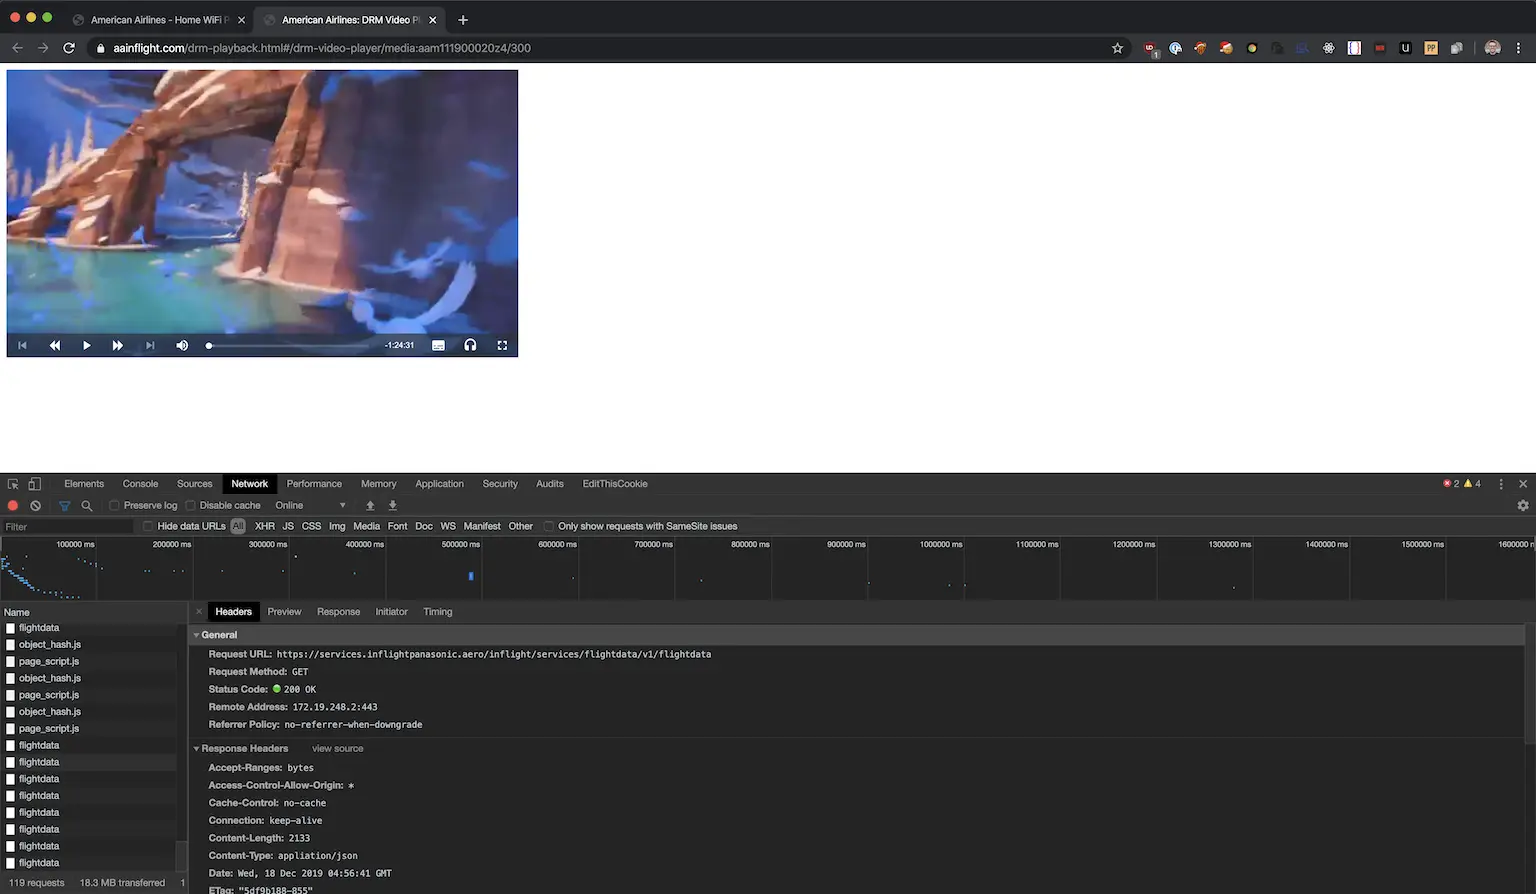 American Airlines - Home WiFi P
American Airlines: DRM Video Pl
aainflight.com/drm-playback.html#/drm-video-player/media:aam111900020z4/300
1
U
PP
-1:24:31
Elements Console Sources Network Performance Memory Application Security Audits EditThisCookie 2 4
Preserve log Disable cache Online
Filter Hide data URLs All XHR JS CSS Img Media Font Doc WS Manifest Other Only show requests with SameSite issues
100000 ms 200000 ms 300000 ms 400000 ms 500000 ms 600000 ms 700000 ms 800000 ms 900000 ms 1000000 ms 1100000 ms 1200000 ms 1300000 ms 1400000 ms 1500000 ms 1600000 m
Name
flightdata
object_hash.js
page_script.js
object_hash.js
page_script.js
object_hash.js
page_script.js
flightdata
flightdata
flightdata
flightdata
flightdata
flightdata
flightdata
flightdata
119 requests 18.3 MB transferred 1
Headers Preview Response Initiator Timing
General
Request URL: https://services.inflightpanasonic.aero/inflight/services/flightdata/v1/flightdata
Request Method: GET
Status Code: 200 OK
Remote Address: 172.19.248.2:443
Referrer Policy: no-referrer-when-downgrade
Response Headers view source
Accept-Ranges: bytes
Access-Control-Allow-Origin: *
Cache-Control: no-cache
Connection: keep-alive
Content-Length: 2133
Content-Type: appliation/json
Date: Wed, 18 Dec 2019 04:56:41 GMT
ETag: "5df9b188-855"